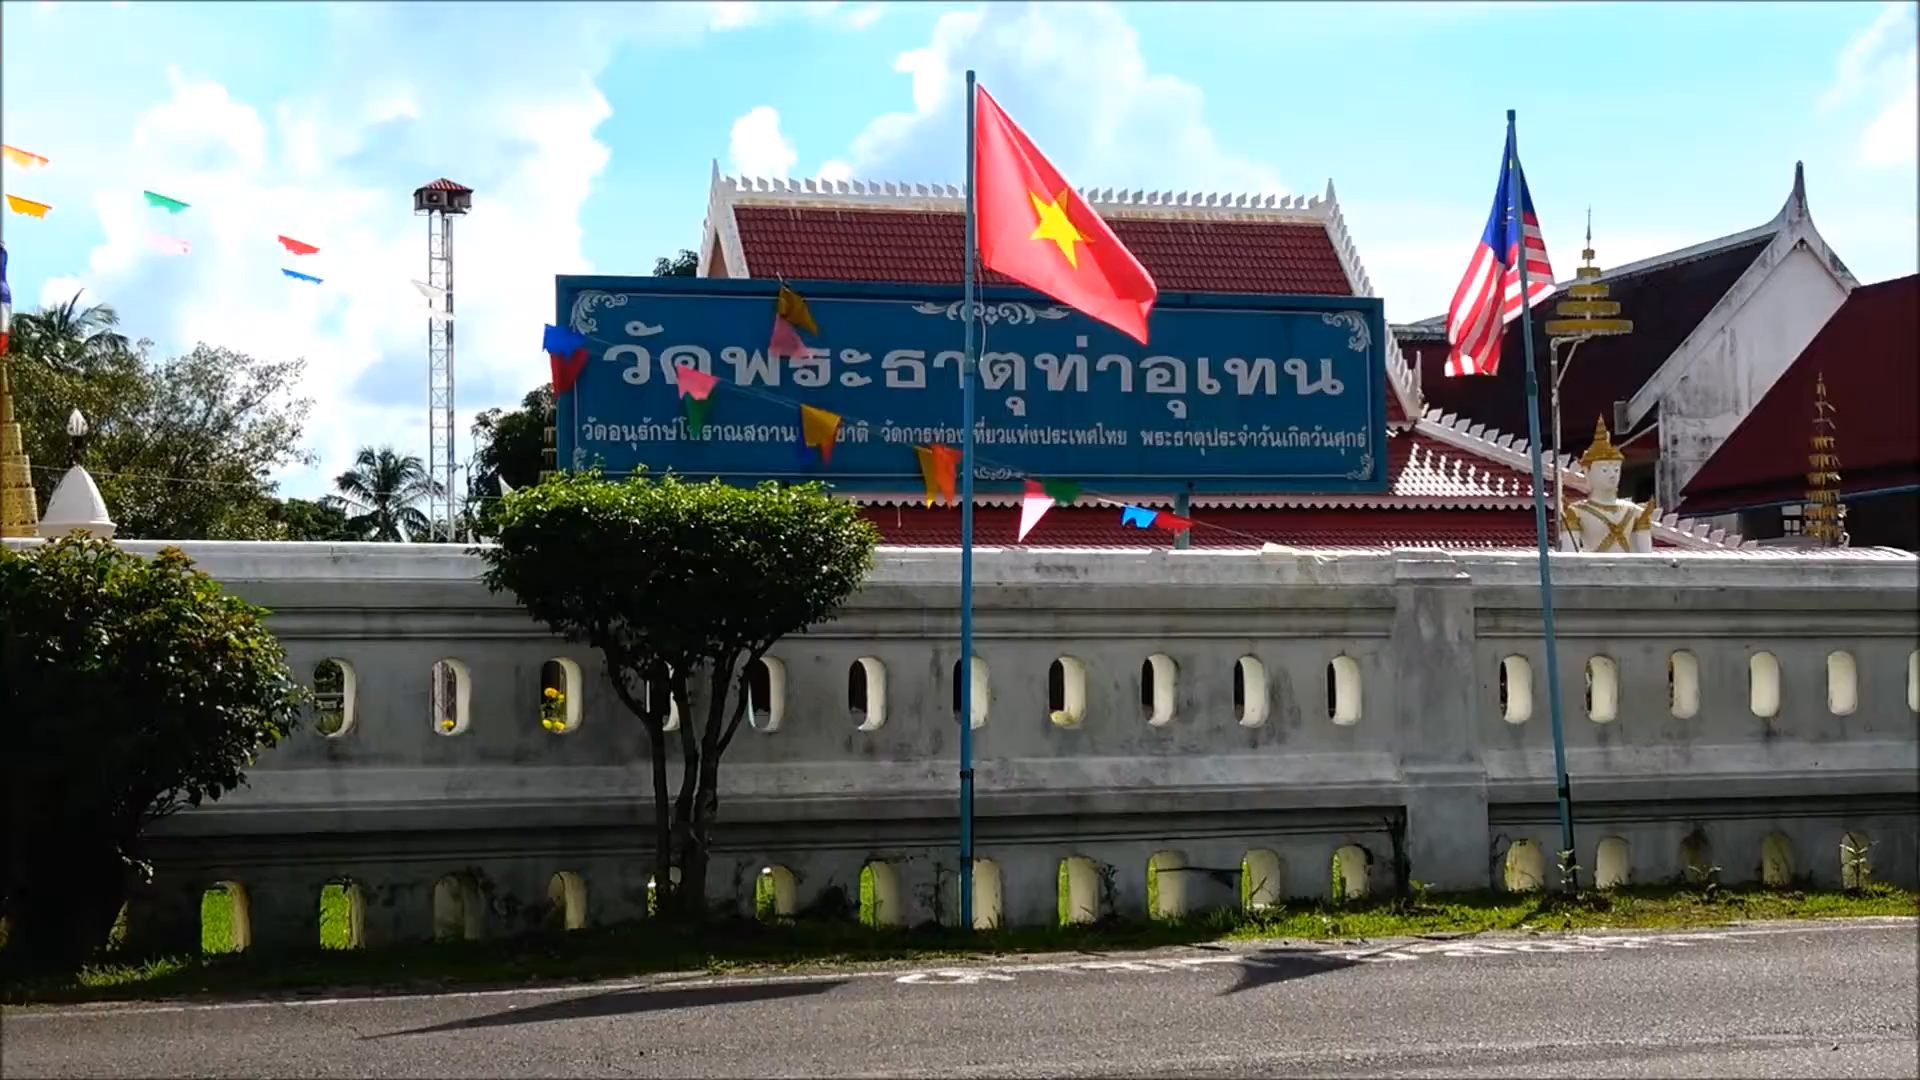 วัดพระธาตุท่าอุเทน
วัดอนุรักษ์โบราณสถาน วัดการท่องเที่ยวแห่งประเทศไทย พระธาตุประจำวันเกิดวันศุกร์